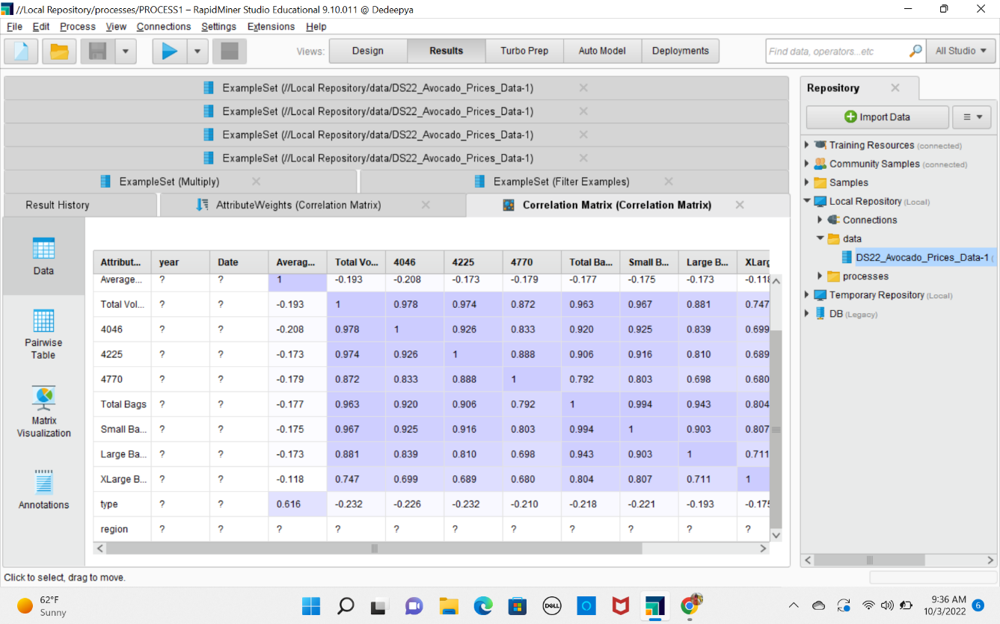 //Local Repository/processes/PROCESS1 – RapidMiner Studio Educational 9.10.011 @ Dedeepya
File Edit Process View Connections Settings Extensions Help
Views: Design Results Turbo Prep Auto Model Deployments Find data, operators...etc All Studio
ExampleSet (//Local Repository/data/DS22_Avocado_Prices_Data-1)
ExampleSet (//Local Repository/data/DS22_Avocado_Prices_Data-1)
ExampleSet (//Local Repository/data/DS22_Avocado_Prices_Data-1)
ExampleSet (//Local Repository/data/DS22_Avocado_Prices_Data-1)
ExampleSet (Multiply) ExampleSet (Filter Examples)
Result History AttributeWeights (Correlation Matrix) Correlation Matrix (Correlation Matrix)
Data
Pairwise
Table
Matrix
Visualization
Annotations
Attribut... year Date Averag... Total Vo... 4046 4225 4770 Total Ba... Small B... Large B... XLarg
Average... ? ? 1 -0.193 -0.208 -0.173 -0.179 -0.177 -0.175 -0.173 -0.118
Total Vol... ? ? -0.193 1 0.978 0.974 0.872 0.963 0.967 0.881 0.747
4046 ? ? -0.208 0.978 1 0.926 0.833 0.920 0.925 0.839 0.699
4225 ? ? -0.173 0.974 0.926 1 0.888 0.906 0.916 0.810 0.689
4770 ? ? -0.179 0.872 0.833 0.888 1 0.792 0.803 0.698 0.680
Total Bags ? ? -0.177 0.963 0.920 0.906 0.792 1 0.994 0.943 0.804
Small Ba... ? ? -0.175 0.967 0.925 0.916 0.803 0.994 1 0.903 0.807
Large Ba... ? ? -0.173 0.881 0.839 0.810 0.698 0.943 0.903 1 0.711
XLarge B... ? ? -0.118 0.747 0.699 0.689 0.680 0.804 0.807 0.711 1
type ? ? 0.616 -0.232 -0.226 -0.232 -0.210 -0.218 -0.221 -0.193 -0.175
region ? ? ? ? ? ? ? ? ? ? ?
Repository
Import Data
Training Resources (connected)
Community Samples (connected)
Samples
Local Repository (Local)
Connections
data
DS22_Avocado_Prices_Data-1 (
processes
Temporary Repository (Local)
DB (Legacy)
Click to select, drag to move.
62°F
Sunny
DELL
9:36 AM
10/3/2022
6